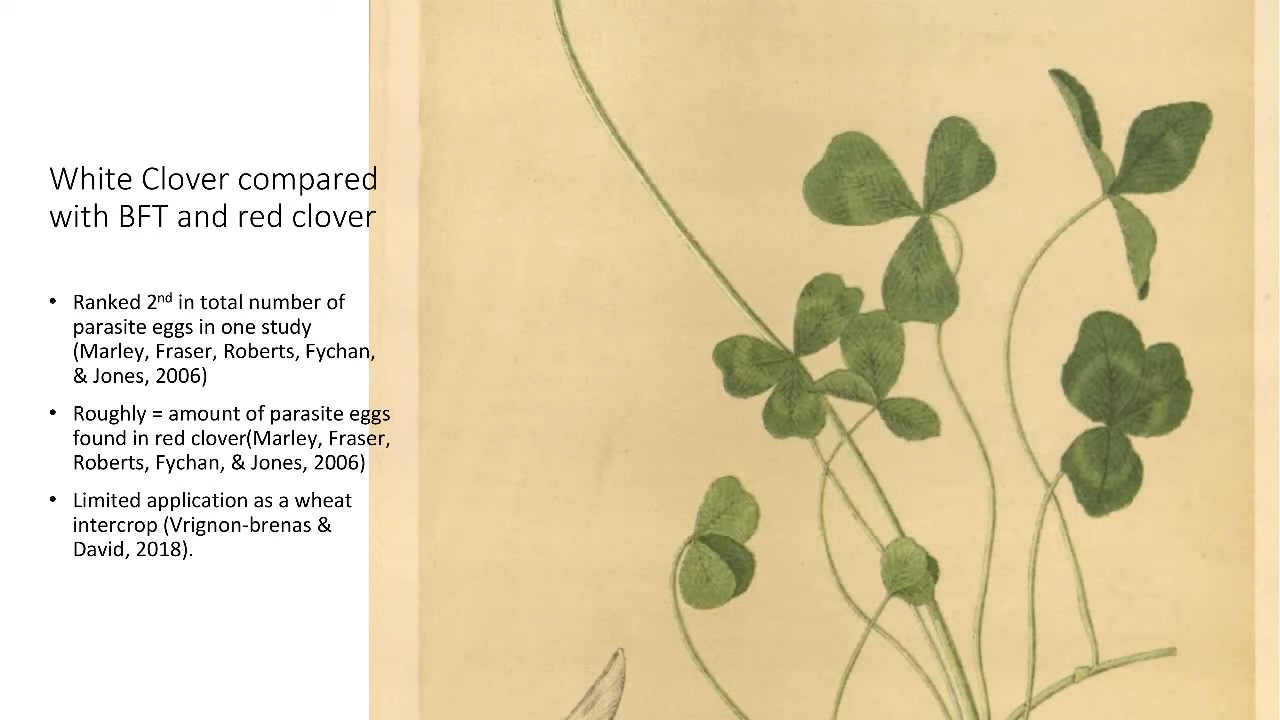 White Clover compared
with BFT and red clover
• Ranked 2nd in total number of
parasite eggs in one study
(Marley, Fraser, Roberts, Fychan,
& Jones, 2006)
• Roughly = amount of parasite eggs
found in red clover(Marley, Fraser,
Roberts, Fychan, & Jones, 2006)
• Limited application as a wheat
intercrop (Vrignon-brenas &
David, 2018).